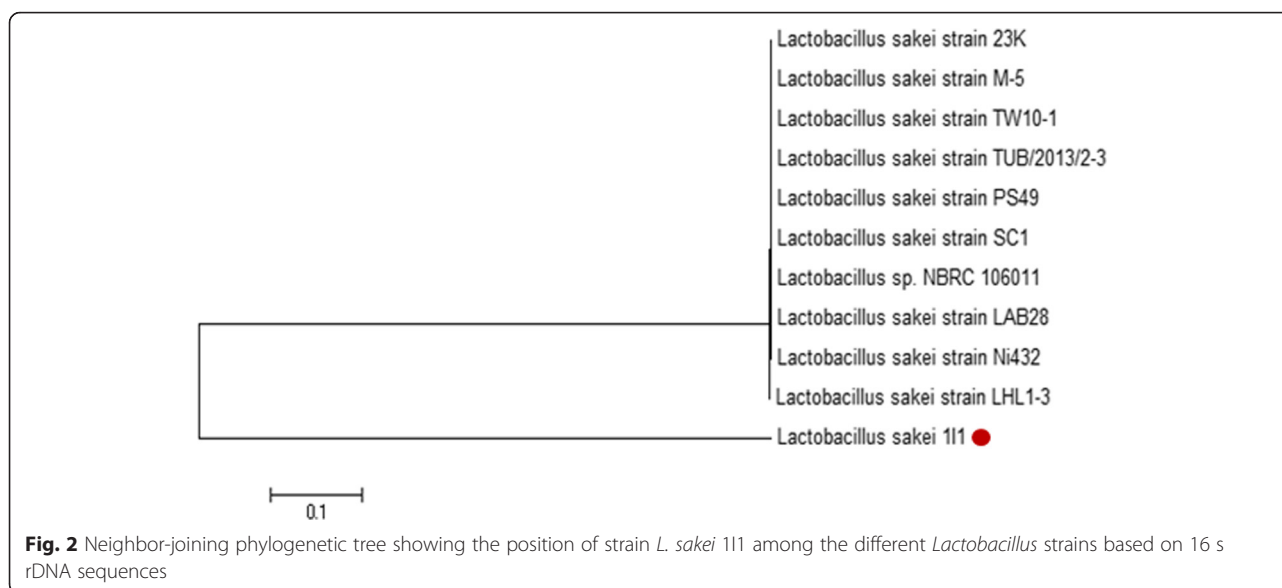 Lactobacillus sakei strain 23K
Lactobacillus sakei strain M-5
Lactobacillus sakei strain TW10-1
Lactobacillus sakei strain TUB/2013/2-3
Lactobacillus sakei strain PS49
Lactobacillus sakei strain SC1
Lactobacillus sp. NBRC 106011
Lactobacillus sakei strain LAB28
Lactobacillus sakei strain Ni432
Lactobacillus sakei strain LHL1-3
Lactobacillus sakei 1I1
0.1
Fig. 2 Neighbor-joining phylogenetic tree showing the position of strain L. sakei 1I1 among the different Lactobacillus strains based on 16 s
rDNA sequences